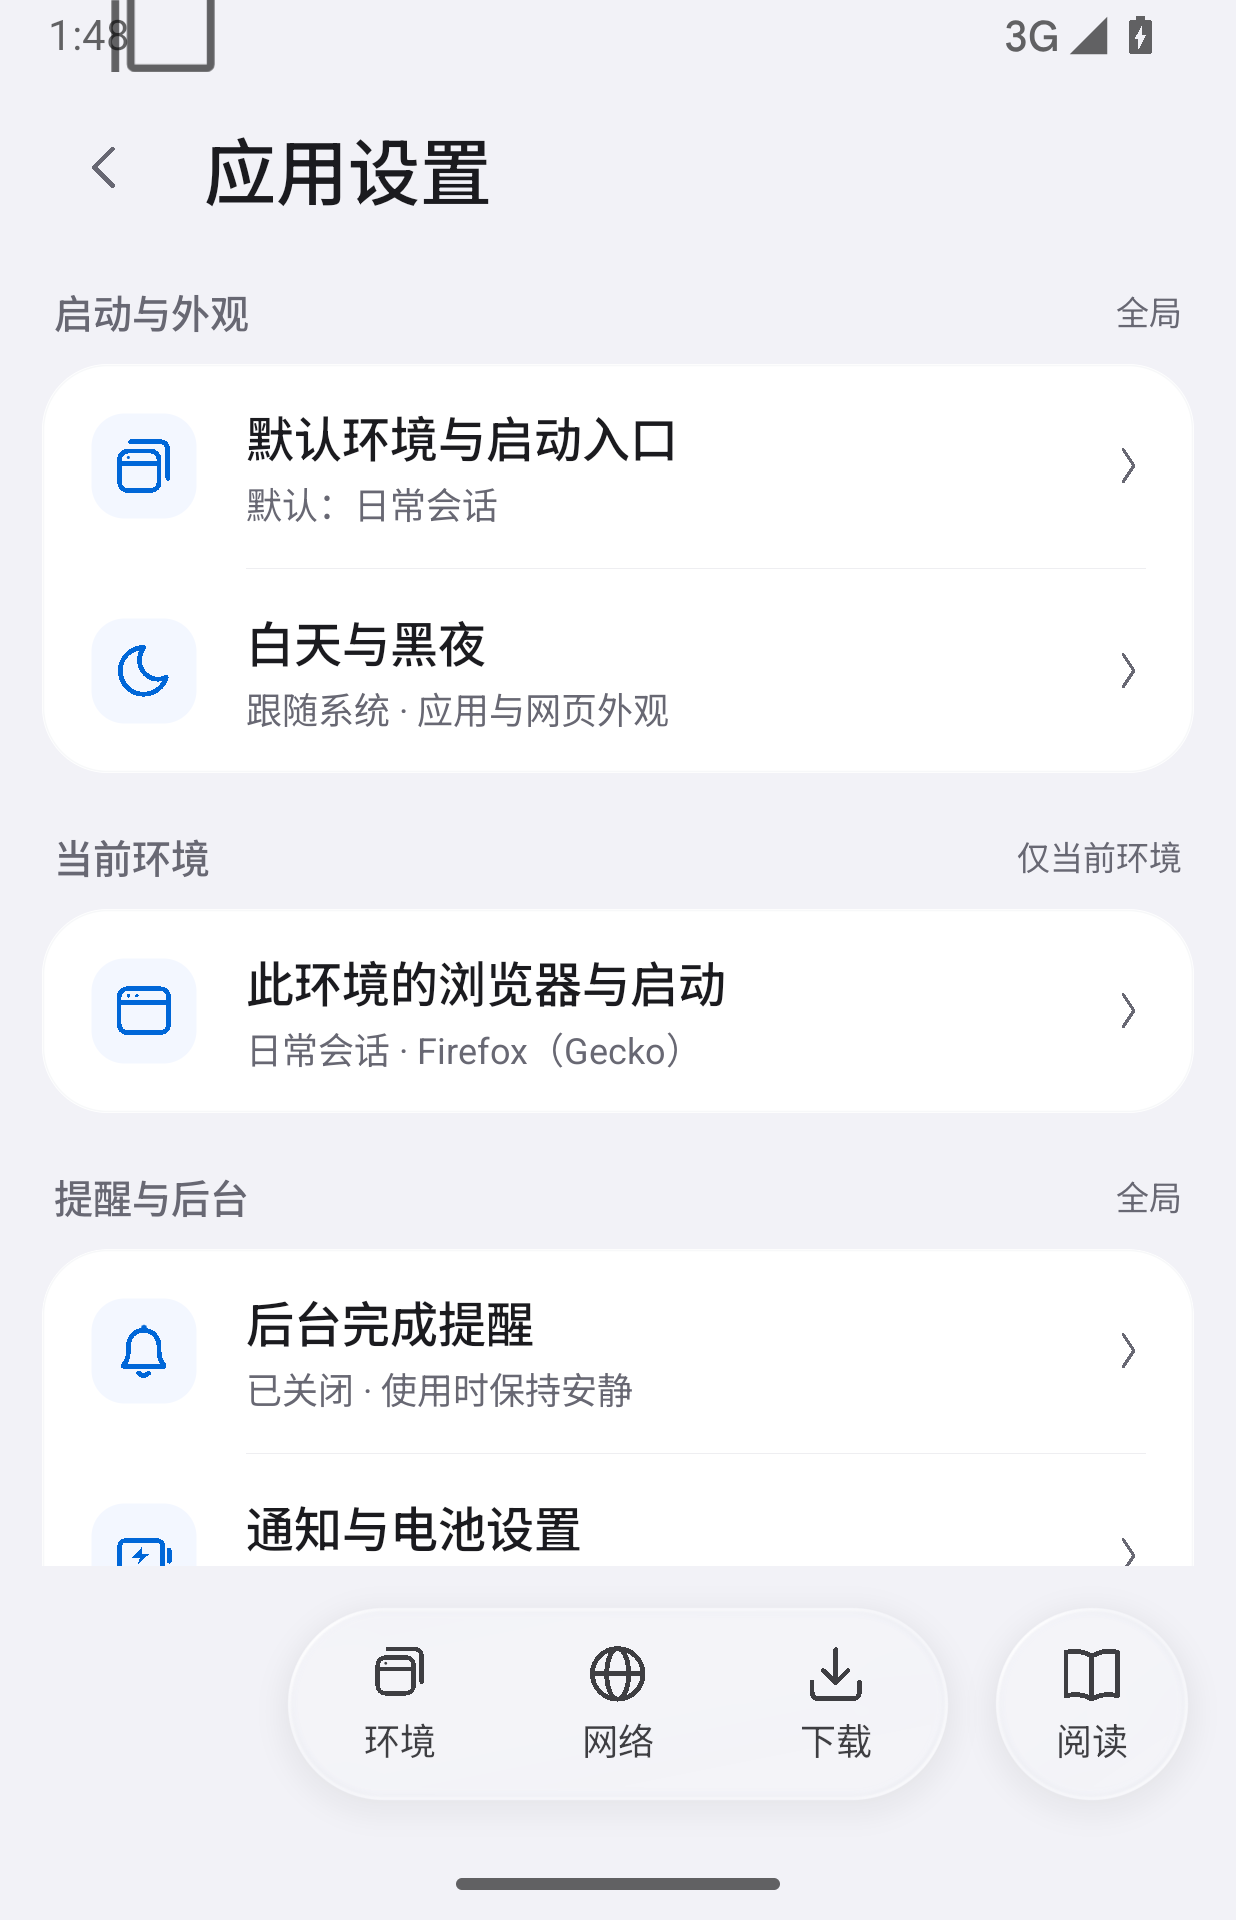 1:48
3G
应用设置
启动与外观
全局
默认环境与启动入口
默认：日常会话
白天与黑夜
跟随系统 · 应用与网页外观
当前环境
仅当前环境
此环境的浏览器与启动
日常会话 · Firefox（Gecko）
提醒与后台
全局
后台完成提醒
已关闭 · 使用时保持安静
通知与电池设置
环境
网络
下载
阅读